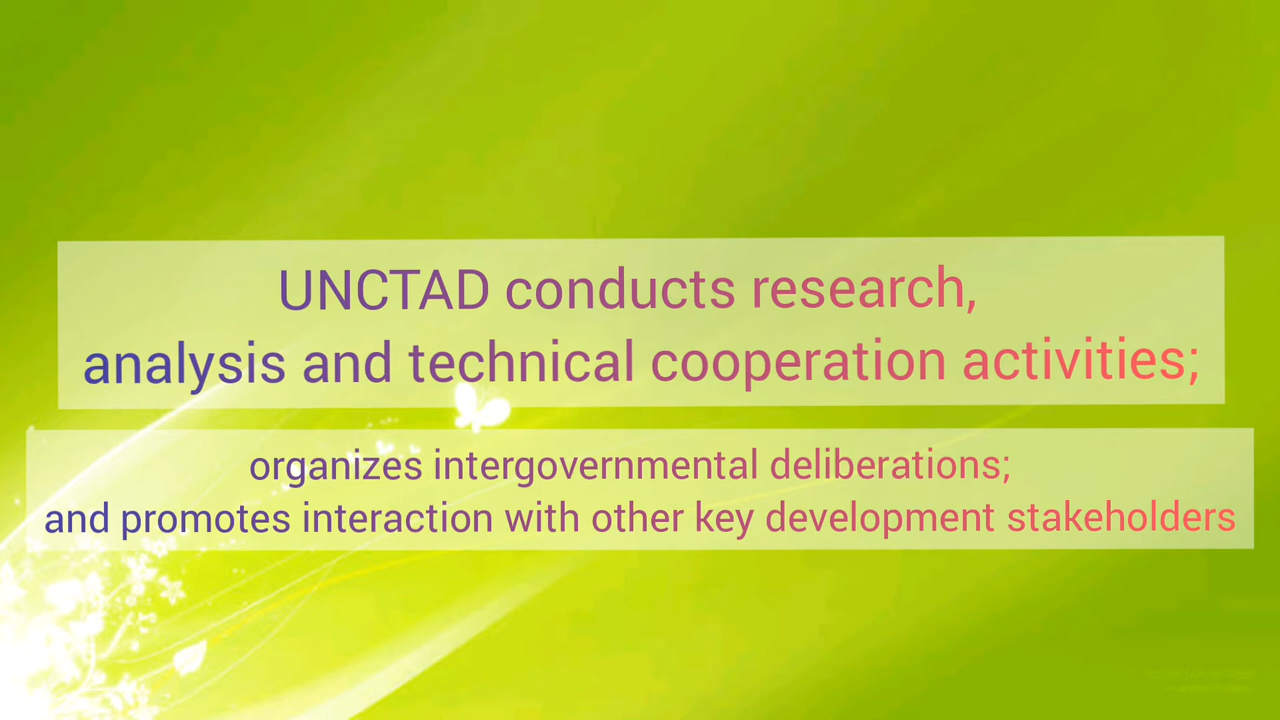 UNCTAD conducts research,
analysis and technical cooperation activities;
organizes intergovernmental deliberations;
and promotes interaction with other key development stakeholders